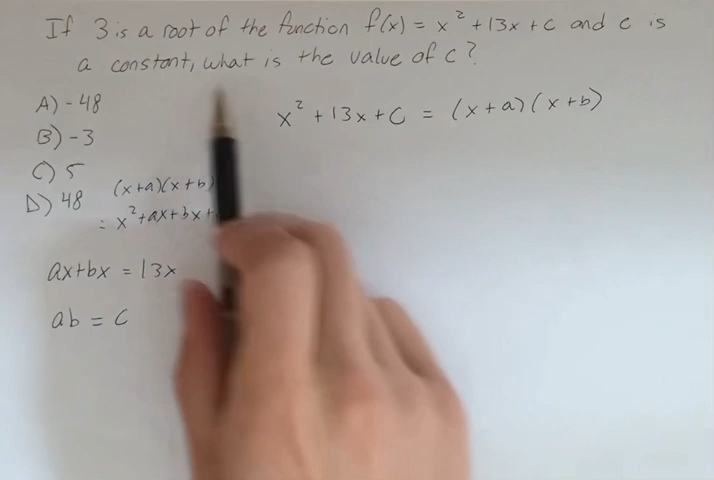 If 3 is a root of the function f(x) = x² + 13x + c and c is
a constant, what is the value of c?
A) -48
B) -3
C) 5
D) 48
x² + 13x + C = (x+a)(x+b)
(x+a)(x+b)
= x² + ax + bx +
ax+bx = 13x
ab = C